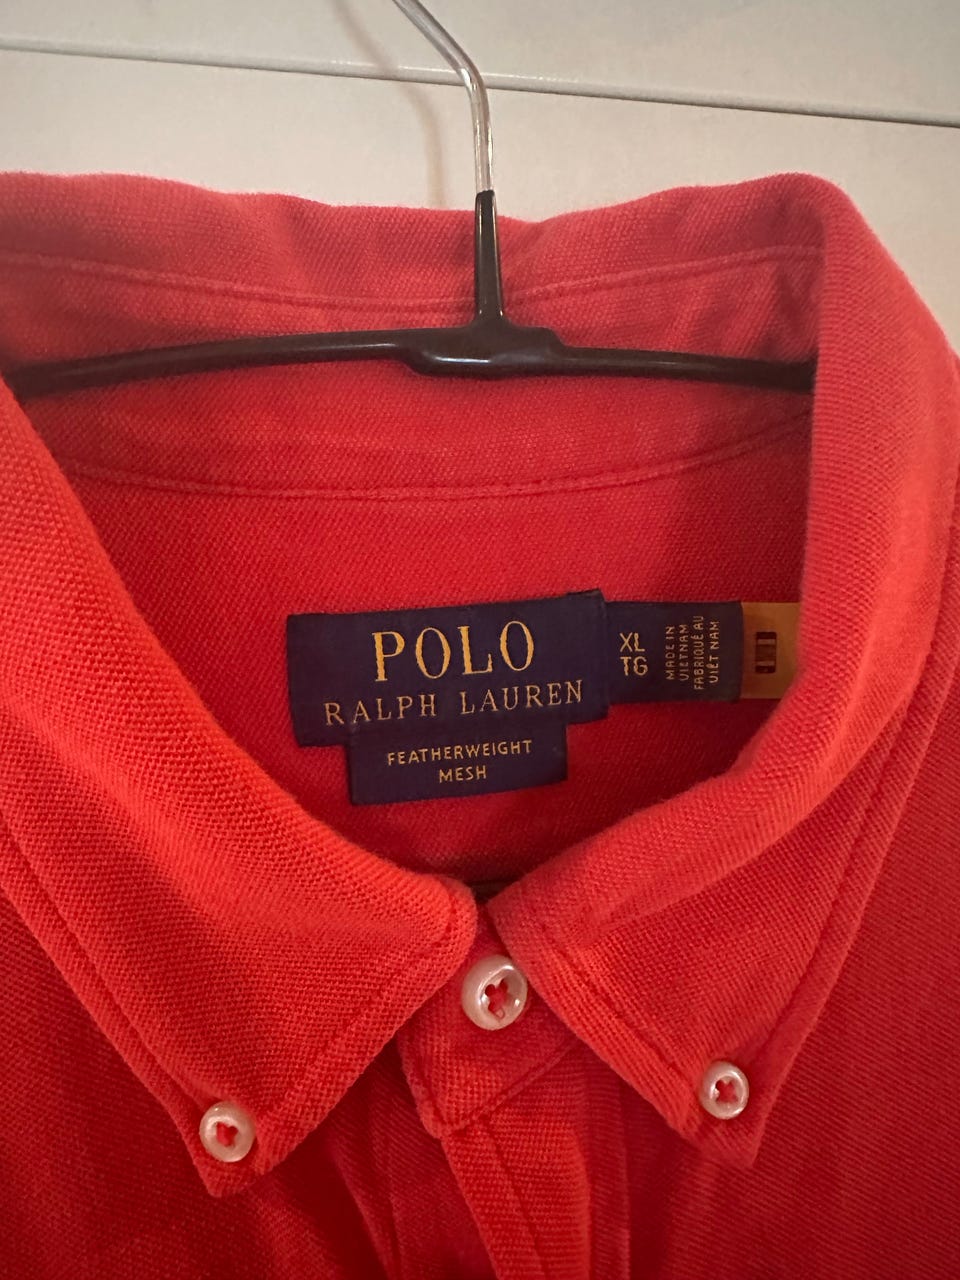 POLO
RALPH LAUREN
FEATHERWEIGHT
MESH
XL
TG
MADE IN
VIETNAM
FABRIQUÉ AU
VIÊT NAM